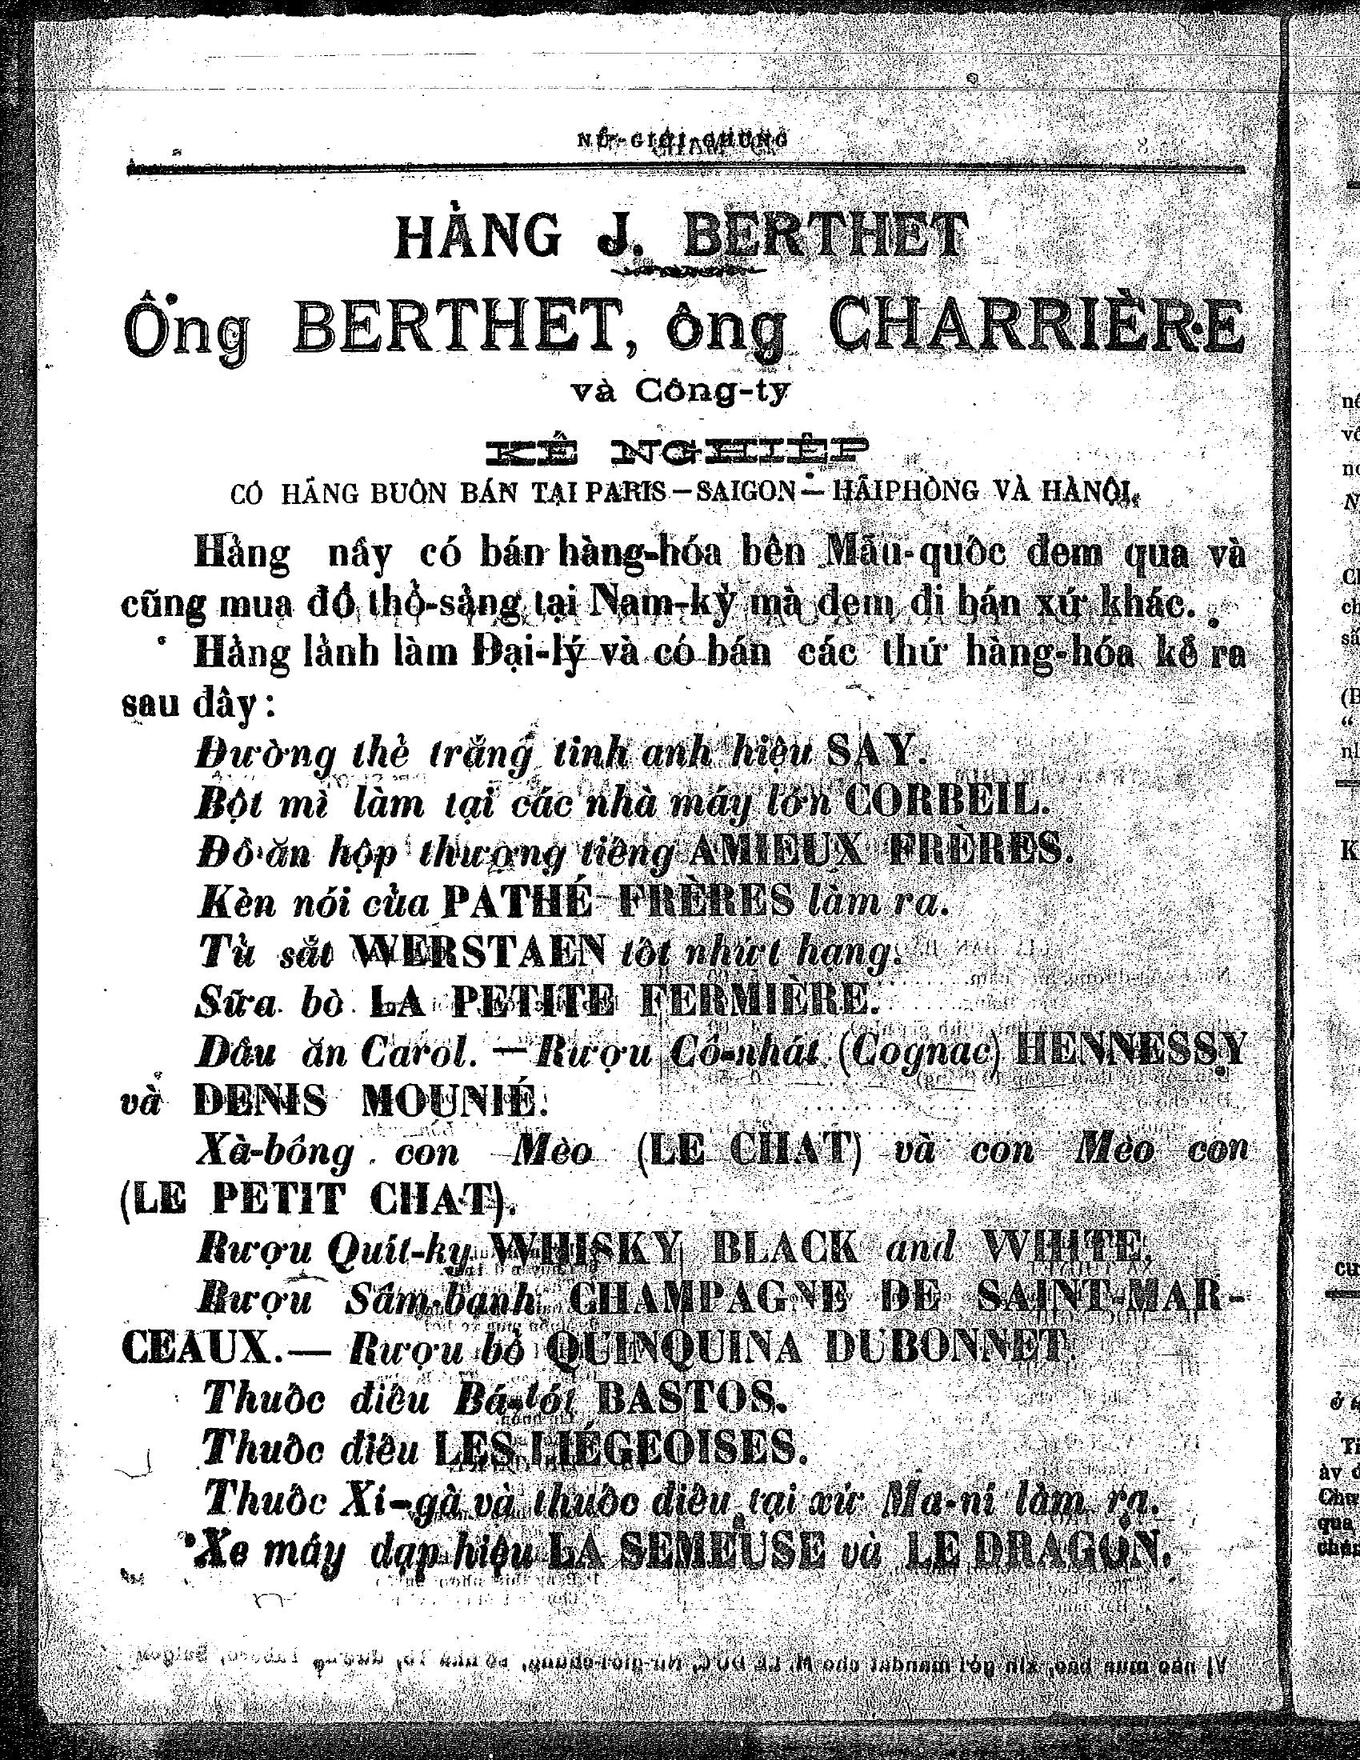 NỮ-GIỚI-CHUNG
HÀNG J. BERTHET
Ông BERTHET, ông CHARRIÈRE
và Công-ty
KẾ NGHIỆP
CÓ HÃNG BUÔN BÁN TẠI PARIS – SAIGON – HẢIPHÒNG VÀ HÀNỘI.
Hảng nầy có bán hàng-hóa bên Mẫu-quốc đem qua và
cũng mua đồ thổ-sảng tại Nam-kỳ mà đem đi bán xứ khác.
Hảng lảnh làm Đại-lý và có bán các thứ hàng-hóa kể ra
sau đây:
Đường thẻ trắng tinh anh hiệu SAY.
Bột mì làm tại các nhà máy lớn CORBEIL.
Đồ ăn hộp thượng tiếng AMIEUX FRÈRES.
Kèn nói của PATHÉ FRÈRES làm ra.
Tủ sắt WERSTAEN tốt nhứt hạng.
Sữa bò LA PETITE FERMIÈRE.
Dầu ăn Carol. — Rượu Cô-nhát (Cognac) HENNESSY
và DENIS MOUNIÉ.
Xà-bông con Mèo (LE CHAT) và con Mèo con
(LE PETIT CHAT).
Rượu Quít-ky WHISKY BLACK and WHITE.
Rượu Sâm-banh CHAMPAGNE DE SAINT-MAR-
CEAUX.— Rượu bổ QUINQUINA DUBONNET
Thuốc điếu Bá-tót BASTOS.
Thuốc điếu LES LIÉGEOISES.
Thuốc Xi-gà và thuốc điếu tại xứ Ma-ní làm ra.
Xe máy đạp hiệu LA SEMEUSE và LE DRAGON.